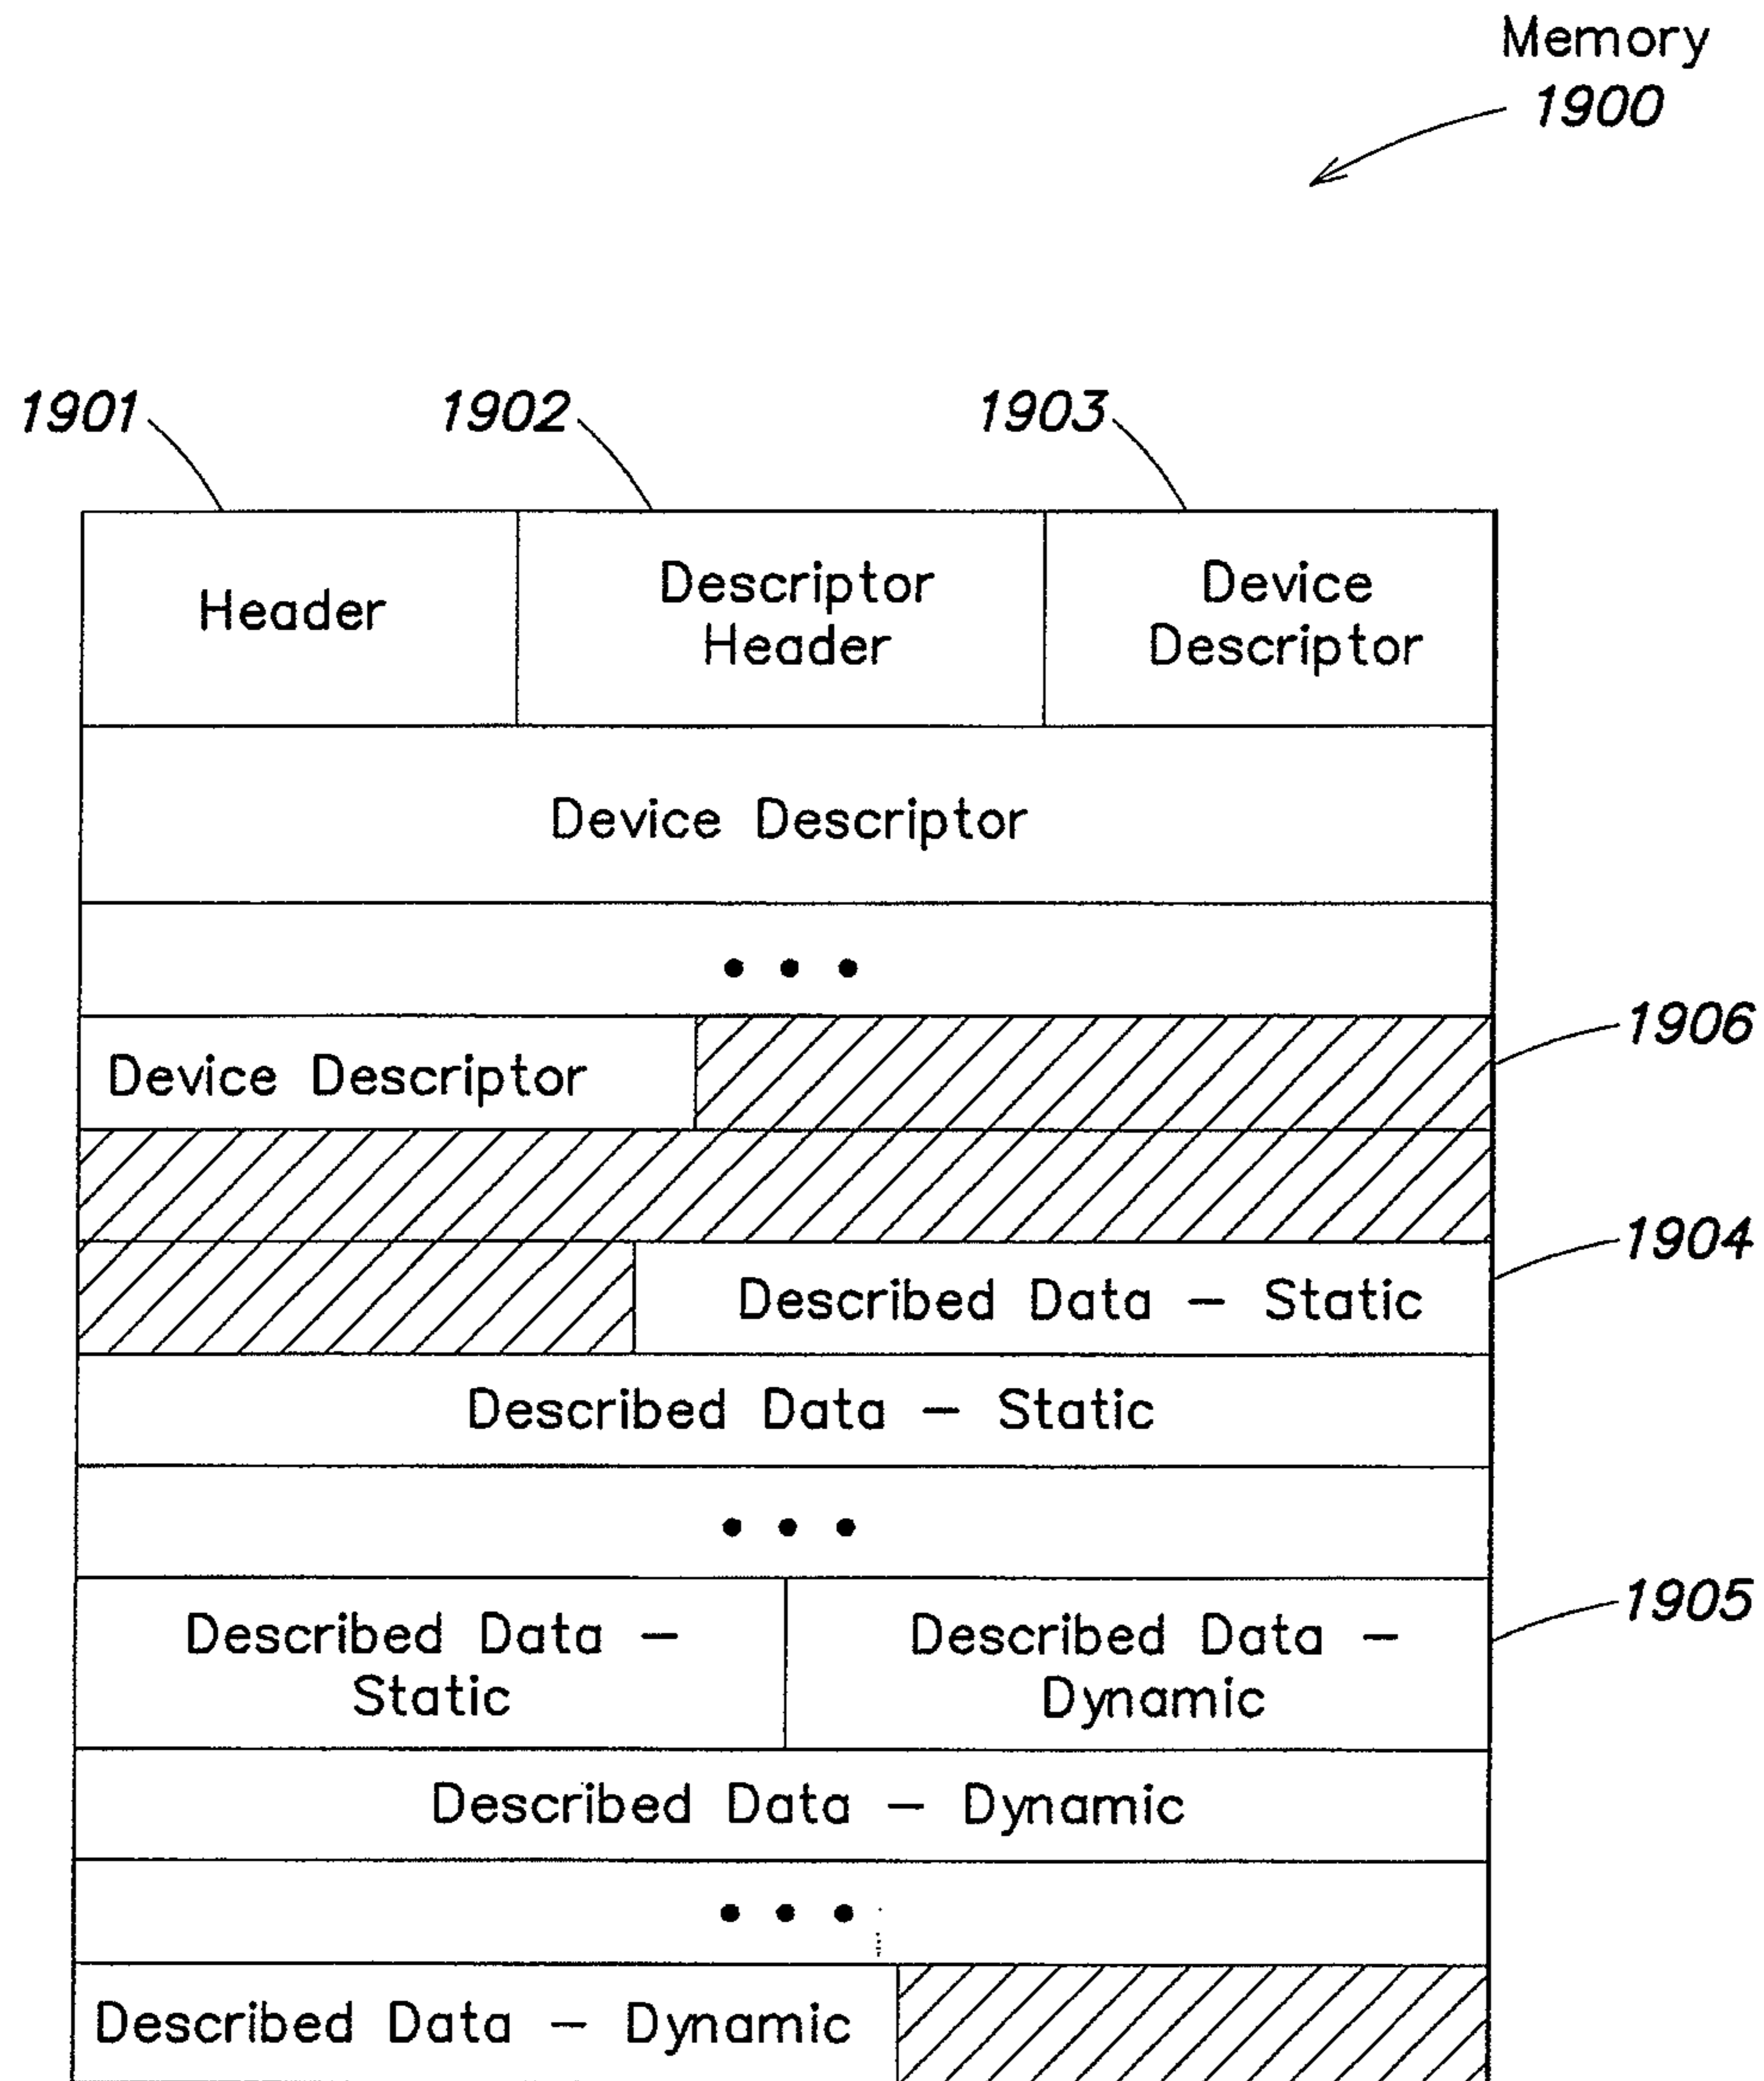 Memory
1900
1901
1902
1903
Header
Descriptor
Header
Device
Descriptor
Device Descriptor
• • •
1906
Device Descriptor
1904
Described Data – Static
Described Data – Static
• • •
1905
Described Data –
Static
Described Data –
Dynamic
Described Data – Dynamic
• • •
Described Data – Dynamic